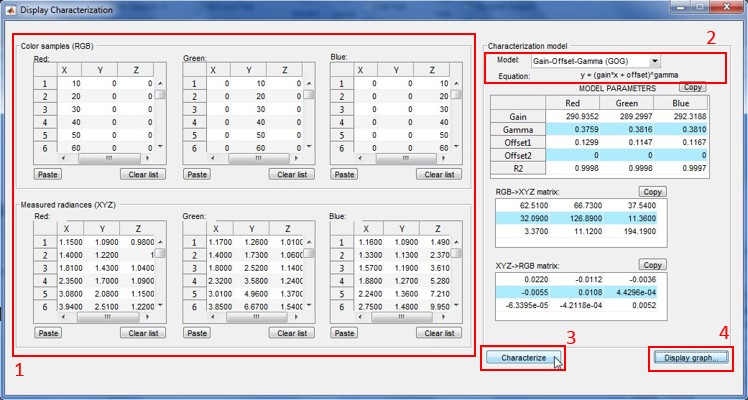 Display Characterization
2
Color samples (RGB)
Red:
X Y Z
1 10 0 0
2 20 0 0
3 30 0 0
4 40 0 0
5 50 0 0
6 60 0 0
Paste Clear list
Green:
X Y Z
1 0 10 0
2 0 20 0
3 0 30 0
4 0 40 0
5 0 50 0
6 0 60 0
Paste Clear list
Blue:
X Y Z
1 0 0
2 0 0
3 0 0
4 0 0
5 0 0
6 0 0
Paste Clear list
Measured radiances (XYZ)
Red:
X Y Z
1 1.1500 1.0900 0.9800
2 1.4000 1.2200 1
3 1.8100 1.4300 1.0400
4 2.3500 1.7000 1.0900
5 3.0800 2.0800 1.1500
6 3.9400 2.5100 1.2200
Paste Clear list
Green:
X Y Z
1 1.1700 1.2600 1.0100
2 1.4000 1.7300 1.0600
3 1.8000 2.5200 1.1400
4 2.3200 3.5800 1.2400
5 3.0100 4.9600 1.3700
6 3.8500 6.6700 1.5400
Paste Clear list
Blue:
X Y Z
1 1.1600 1.0900 1.490
2 1.3300 1.1300 2.370
3 1.5700 1.1900 3.610
4 1.8800 1.2700 5.280
5 2.2400 1.3600 7.210
6 2.7500 1.4800 9.950
Paste Clear list
1
Characterization model
Model: Gain-Offset-Gamma (GOG)
Equation: y = (gain*x + offset)^gamma
MODEL PARAMETERS Copy
Red Green Blue
Gain 290.9352 289.2997 292.3188
Gamma 0.3759 0.3816 0.3810
Offset1 0.1299 0.1147 0.1167
Offset2 0 0 0
R2 0.9998 0.9998 0.9997
RGB->XYZ matrix: Copy
62.5100 66.7300 37.5400
32.0900 126.8900 11.3600
3.3700 11.1200 194.1900
XYZ->RGB matrix: Copy
0.0220 -0.0112 -0.0036
-0.0055 0.0108 4.4296e-04
-6.3395e-05 -4.2118e-04 0.0052
3 4
Characterize Display graph...